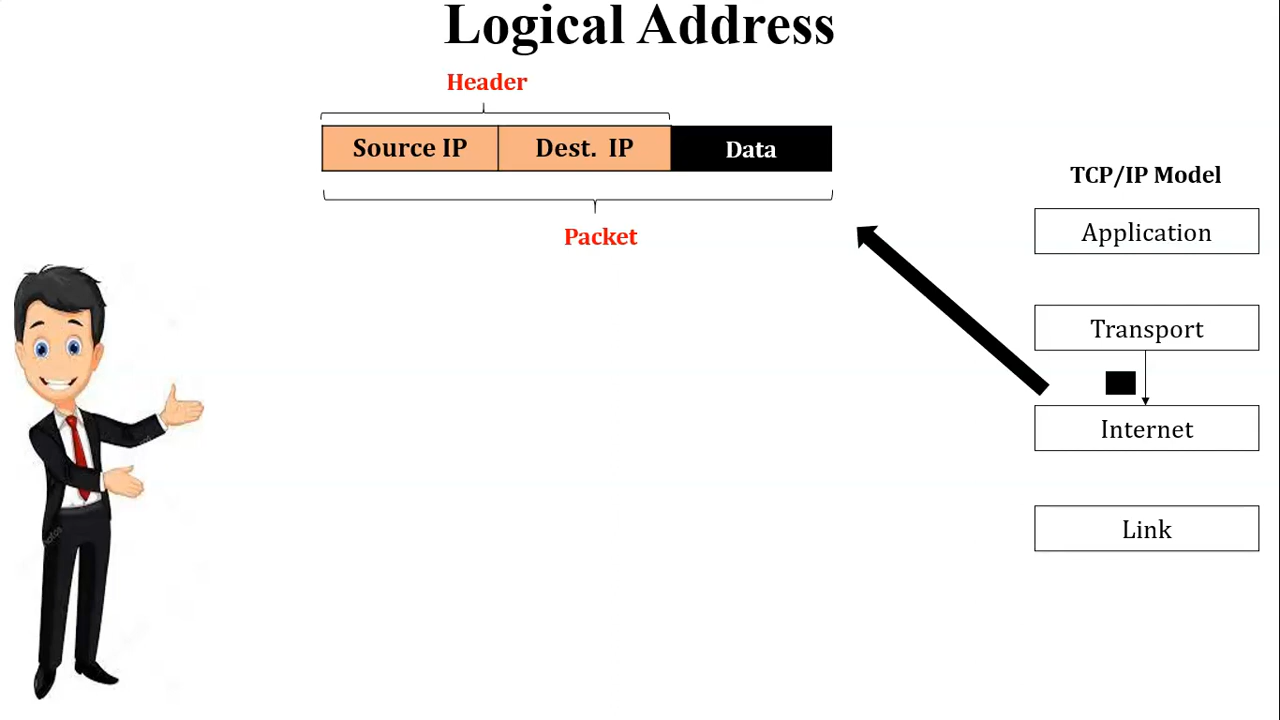 Logical Address
Header
Source IP
Dest. IP
Data
Packet
TCP/IP Model
Application
Transport
Internet
Link